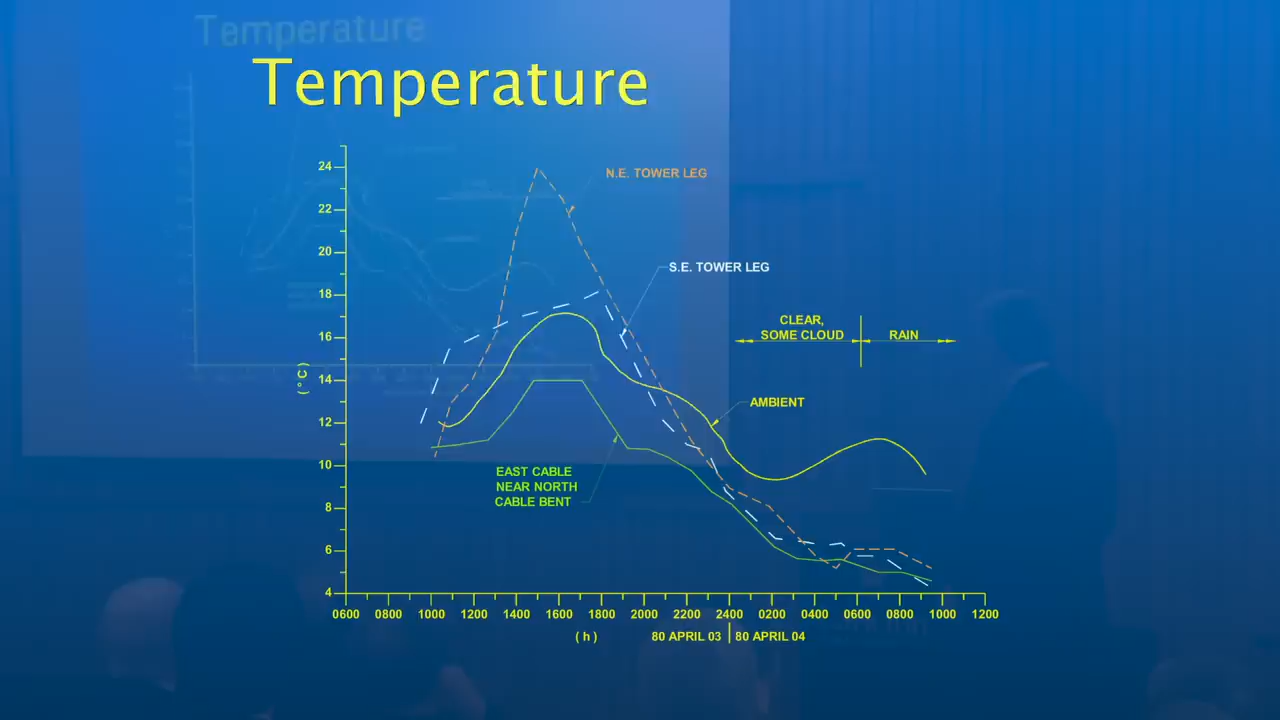 Temperature
Temperature
24
22
20
18
16
14
12
10
8
6
4
(°C)
N.E. TOWER LEG
S.E. TOWER LEG
CLEAR,
SOME CLOUD
RAIN
AMBIENT
EAST CABLE
NEAR NORTH
CABLE BENT
0600 0800 1000 1200 1400 1600 1800 2000 2200 2400 0200 0400 0600 0800 1000 1200
(h)
80 APRIL 03 80 APRIL 04